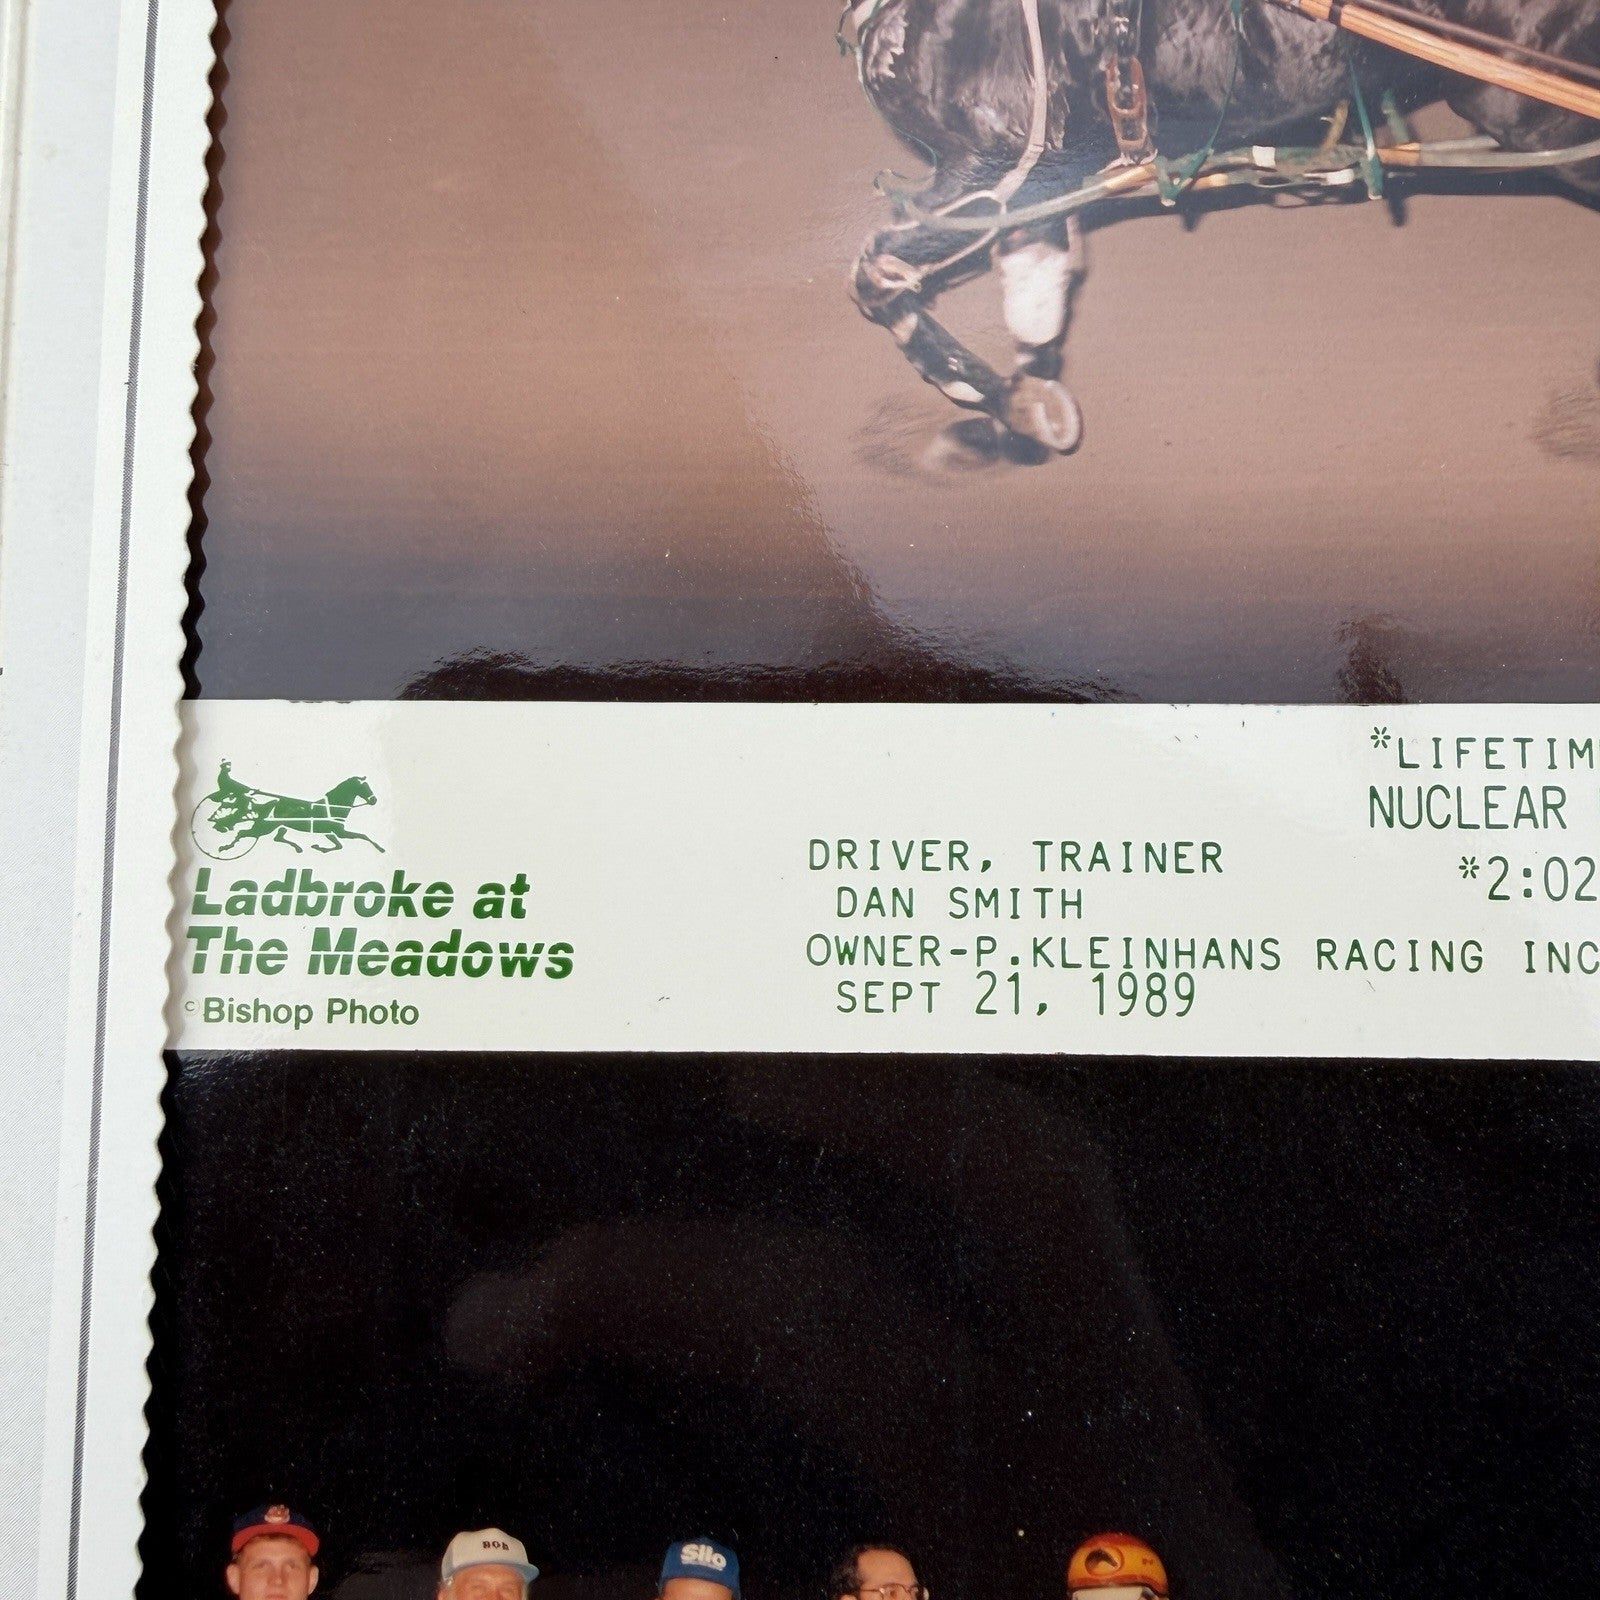 *LIFETIM
NUCLEAR
*2:02
DRIVER, TRAINER
DAN SMITH
OWNER-P.KLEINHANS RACING INC
SEPT 21, 1989
Ladbroke at
The Meadows
©Bishop Photo
BOB
Silo